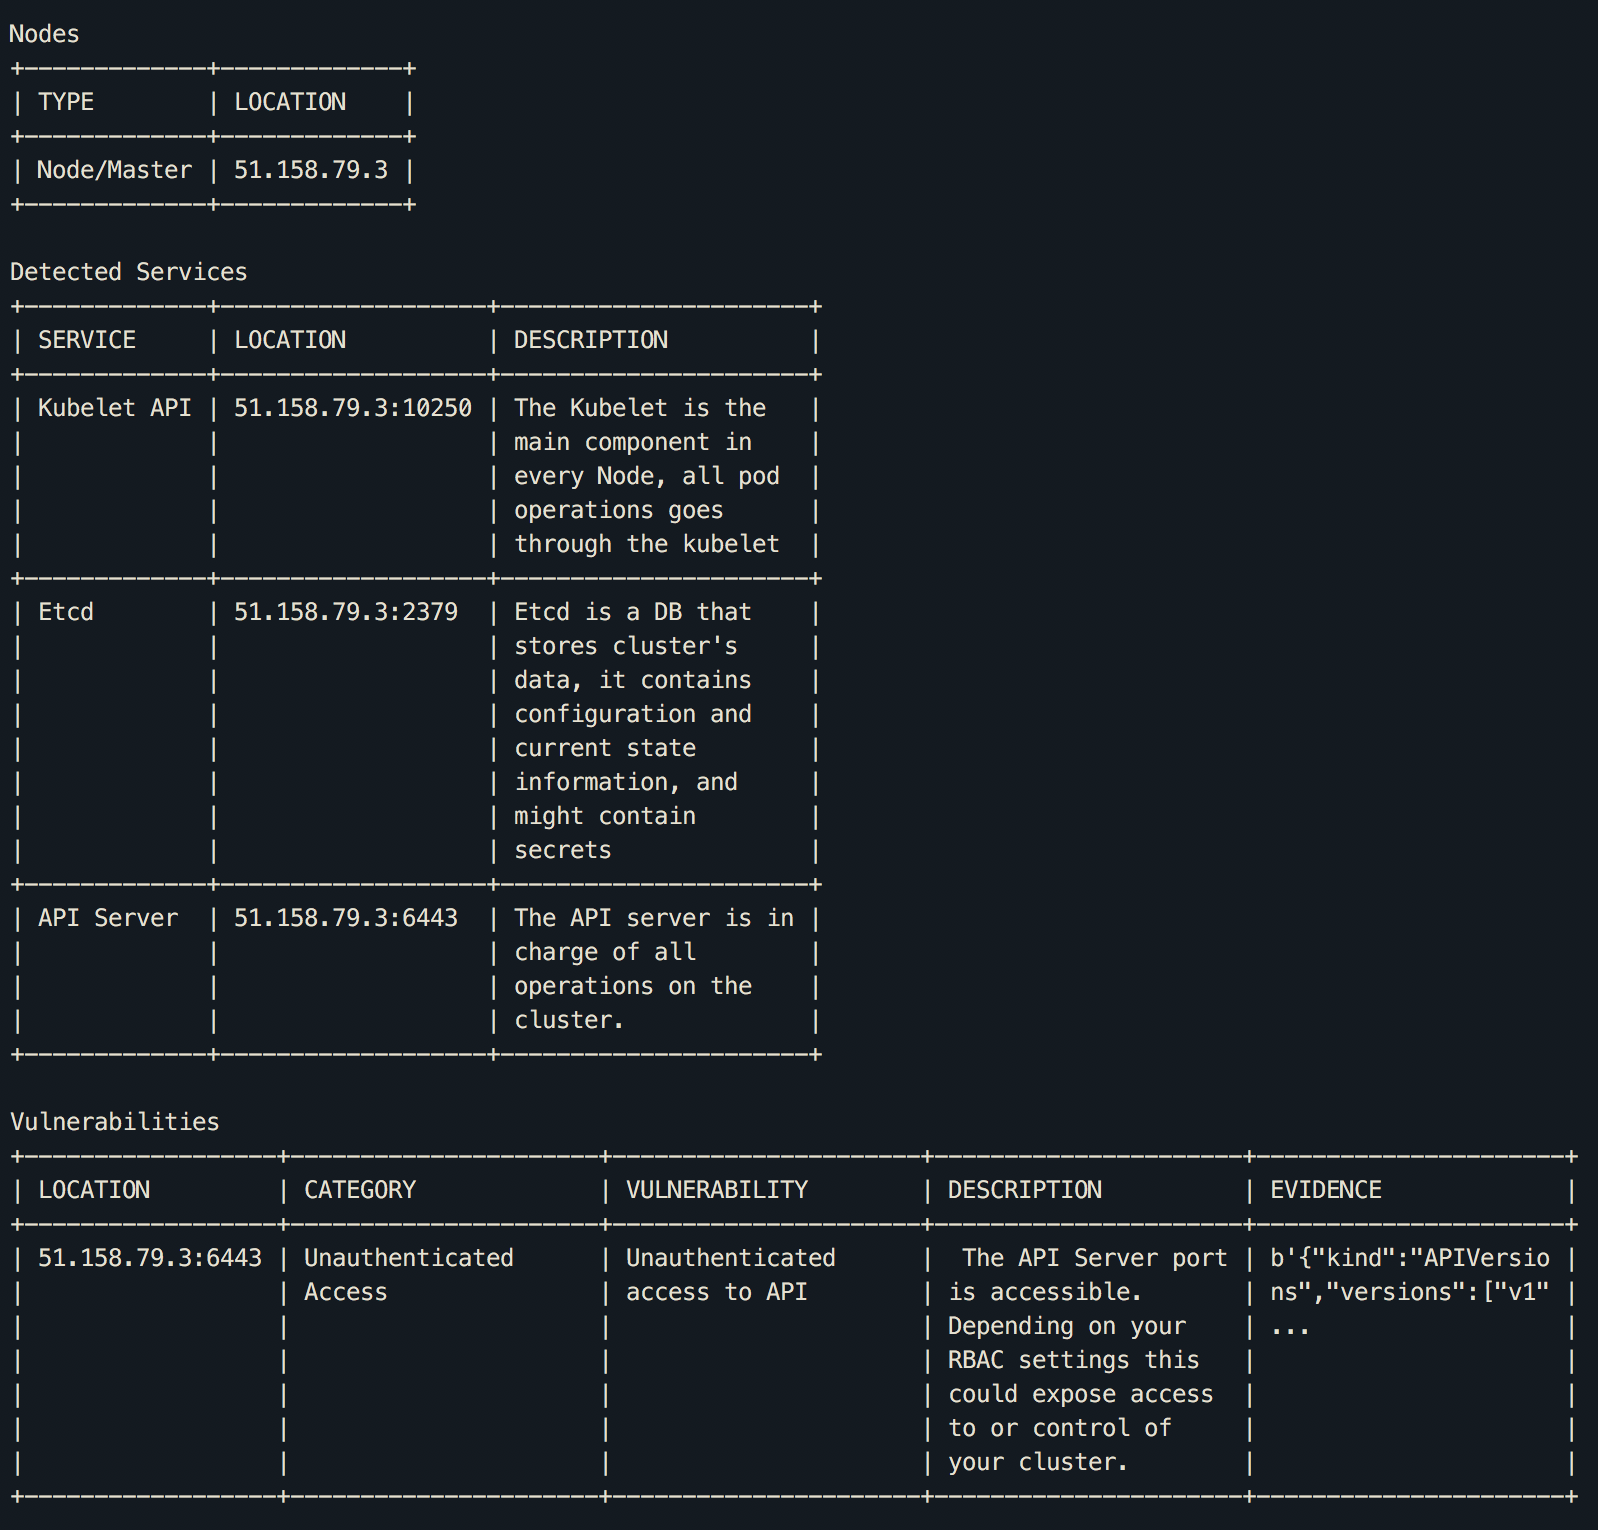 Nodes
+-------------+-------------+
| TYPE        | LOCATION    |
+-------------+-------------+
| Node/Master | 51.158.79.3 |
+-------------+-------------+

Detected Services
+-------------+-------------------+----------------------+
| SERVICE     | LOCATION          | DESCRIPTION          |
+-------------+-------------------+----------------------+
| Kubelet API | 51.158.79.3:10250 | The Kubelet is the   |
|             |                   | main component in    |
|             |                   | every Node, all pod  |
|             |                   | operations goes      |
|             |                   | through the kubelet  |
+-------------+-------------------+----------------------+
| Etcd        | 51.158.79.3:2379  | Etcd is a DB that    |
|             |                   | stores cluster's     |
|             |                   | data, it contains    |
|             |                   | configuration and    |
|             |                   | current state        |
|             |                   | information, and     |
|             |                   | might contain        |
|             |                   | secrets              |
+-------------+-------------------+----------------------+
| API Server  | 51.158.79.3:6443  | The API server is in |
|             |                   | charge of all        |
|             |                   | operations on the    |
|             |                   | cluster.             |
+-------------+-------------------+----------------------+

Vulnerabilities
+------------------+----------------------+----------------------+----------------------+----------------------+
| LOCATION         | CATEGORY             | VULNERABILITY        | DESCRIPTION          | EVIDENCE             |
+------------------+----------------------+----------------------+----------------------+----------------------+
| 51.158.79.3:6443 | Unauthenticated      | Unauthenticated      |  The API Server port | b'{"kind":"APIVersio |
|                  | Access               | access to API        | is accessible.       | ns","versions":["v1" |
|                  |                      |                      | Depending on your    | ...                  |
|                  |                      |                      | RBAC settings this   |                      |
|                  |                      |                      | could expose access  |                      |
|                  |                      |                      | to or control of     |                      |
|                  |                      |                      | your cluster.        |                      |
+------------------+----------------------+----------------------+----------------------+----------------------+